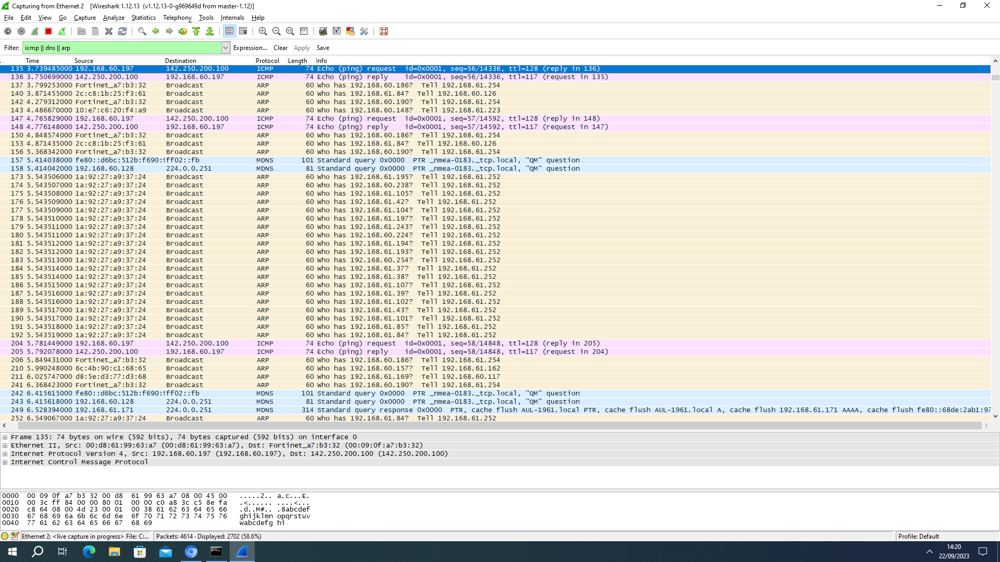 Capturing from Ethernet 2   [Wireshark 1.12.13  (v1.12.13-0-g969649d from master-1.12)]
File Edit View Go Capture Analyze Statistics Telephony Tools Internals Help
Filter: icmp || dns || arp Expression... Clear Apply Save
. Time Source Destination Protocol Length Info
135 3.739485000 192.168.60.197 142.250.200.100 ICMP 74 Echo (ping) request  id=0x0001, seq=56/14336, ttl=128 (reply in 136)
136 3.750699000 142.250.200.100 192.168.60.197 ICMP 74 Echo (ping) reply    id=0x0001, seq=56/14336, ttl=117 (request in 135)
137 3.799253000 Fortinet_a7:b3:32 Broadcast ARP 60 Who has 192.168.60.186?  Tell 192.168.61.254
140 3.871455000 2c:c8:1b:25:f3:61 Broadcast ARP 60 Who has 192.168.61.84?  Tell 192.168.60.126
142 4.279312000 Fortinet_a7:b3:32 Broadcast ARP 60 Who has 192.168.60.190?  Tell 192.168.61.254
143 4.486670000 10:e7:c6:20:f4:a9 Broadcast ARP 60 Who has 192.168.60.148?  Tell 192.168.61.223
147 4.765829000 192.168.60.197 142.250.200.100 ICMP 74 Echo (ping) request  id=0x0001, seq=57/14592, ttl=128 (reply in 148)
148 4.776148000 142.250.200.100 192.168.60.197 ICMP 74 Echo (ping) reply    id=0x0001, seq=57/14592, ttl=117 (request in 147)
150 4.848574000 Fortinet_a7:b3:32 Broadcast ARP 60 Who has 192.168.60.186?  Tell 192.168.61.254
153 4.871435000 2c:c8:1b:25:f3:61 Broadcast ARP 60 Who has 192.168.61.84?  Tell 192.168.60.126
156 5.368342000 Fortinet_a7:b3:32 Broadcast ARP 60 Who has 192.168.60.190?  Tell 192.168.61.254
157 5.414038000 fe80::d6bc:512b:f690:1 ff02::fb MDNS 101 Standard query 0x0000  PTR _nmea-0183._tcp.local, "QM" question
158 5.414042000 192.168.60.128 224.0.0.251 MDNS 81 Standard query 0x0000  PTR _nmea-0183._tcp.local, "QM" question
173 5.543506000 1a:92:27:a9:37:24 Broadcast ARP 60 Who has 192.168.61.195?  Tell 192.168.61.252
174 5.543507000 1a:92:27:a9:37:24 Broadcast ARP 60 Who has 192.168.60.238?  Tell 192.168.61.252
175 5.543508000 1a:92:27:a9:37:24 Broadcast ARP 60 Who has 192.168.61.105?  Tell 192.168.61.252
176 5.543509000 1a:92:27:a9:37:24 Broadcast ARP 60 Who has 192.168.61.42?  Tell 192.168.61.252
177 5.543509000 1a:92:27:a9:37:24 Broadcast ARP 60 Who has 192.168.61.104?  Tell 192.168.61.252
178 5.543510000 1a:92:27:a9:37:24 Broadcast ARP 60 Who has 192.168.61.197?  Tell 192.168.61.252
179 5.543511000 1a:92:27:a9:37:24 Broadcast ARP 60 Who has 192.168.61.243?  Tell 192.168.61.252
180 5.543511000 1a:92:27:a9:37:24 Broadcast ARP 60 Who has 192.168.60.224?  Tell 192.168.61.252
181 5.543512000 1a:92:27:a9:37:24 Broadcast ARP 60 Who has 192.168.61.194?  Tell 192.168.61.252
182 5.543512000 1a:92:27:a9:37:24 Broadcast ARP 60 Who has 192.168.61.193?  Tell 192.168.61.252
183 5.543513000 1a:92:27:a9:37:24 Broadcast ARP 60 Who has 192.168.60.254?  Tell 192.168.61.252
184 5.543514000 1a:92:27:a9:37:24 Broadcast ARP 60 Who has 192.168.61.37?  Tell 192.168.61.252
185 5.543514000 1a:92:27:a9:37:24 Broadcast ARP 60 Who has 192.168.61.38?  Tell 192.168.61.252
186 5.543515000 1a:92:27:a9:37:24 Broadcast ARP 60 Who has 192.168.61.107?  Tell 192.168.61.252
187 5.543516000 1a:92:27:a9:37:24 Broadcast ARP 60 Who has 192.168.61.39?  Tell 192.168.61.252
188 5.543516000 1a:92:27:a9:37:24 Broadcast ARP 60 Who has 192.168.61.102?  Tell 192.168.61.252
189 5.543517000 1a:92:27:a9:37:24 Broadcast ARP 60 Who has 192.168.61.43?  Tell 192.168.61.252
190 5.543517000 1a:92:27:a9:37:24 Broadcast ARP 60 Who has 192.168.61.101?  Tell 192.168.61.252
191 5.543518000 1a:92:27:a9:37:24 Broadcast ARP 60 Who has 192.168.61.85?  Tell 192.168.61.252
192 5.543519000 1a:92:27:a9:37:24 Broadcast ARP 60 Who has 192.168.61.84?  Tell 192.168.61.252
204 5.781449000 192.168.60.197 142.250.200.100 ICMP 74 Echo (ping) request  id=0x0001, seq=58/14848, ttl=128 (reply in 205)
205 5.792078000 142.250.200.100 192.168.60.197 ICMP 74 Echo (ping) reply    id=0x0001, seq=58/14848, ttl=117 (request in 204)
206 5.849431000 Fortinet_a7:b3:32 Broadcast ARP 60 Who has 192.168.60.186?  Tell 192.168.61.254
210 5.990248000 6c:4b:90:c1:68:65 Broadcast ARP 60 Who has 192.168.60.157?  Tell 192.168.61.162
211 6.025747000 d8:5e:d3:77:d3:68 Broadcast ARP 60 Who has 192.168.61.169?  Tell 192.168.60.117
241 6.368423000 Fortinet_a7:b3:32 Broadcast ARP 60 Who has 192.168.60.190?  Tell 192.168.61.254
242 6.415615000 fe80::d6bc:512b:f690:1 ff02::fb MDNS 101 Standard query 0x0000  PTR _nmea-0183._tcp.local, "QM" question
243 6.415618000 192.168.60.128 224.0.0.251 MDNS 81 Standard query 0x0000  PTR _nmea-0183._tcp.local, "QM" question
249 6.528394000 192.168.61.171 224.0.0.251 MDNS 314 Standard query response 0x0000  PTR, cache flush AUL-1961.local PTR, cache flush AUL-1961.local A, cache flush 192.168.61.171 AAAA, cache flush fe80::68de:2ab1:97
252 6.549067000 1a:92:27:a9:37:24 Broadcast ARP 60 Who has 192.168.61.84?  Tell 192.168.61.252
Frame 135: 74 bytes on wire (592 bits), 74 bytes captured (592 bits) on interface 0
Ethernet II, Src: 00:d8:61:99:63:a7 (00:d8:61:99:63:a7), Dst: Fortinet_a7:b3:32 (00:09:0f:a7:b3:32)
Internet Protocol Version 4, Src: 192.168.60.197 (192.168.60.197), Dst: 142.250.200.100 (142.250.200.100)
Internet Control Message Protocol
0000  00 09 0f a7 b3 32 00 d8  61 99 63 a7 08 00 45 00   .....2.. a.c...E.
0010  00 3c ff 84 00 00 80 01  00 00 c0 a8 3c c5 8e fa   .<...... ....<...
0020  c8 64 08 00 4d 23 00 01  00 38 61 62 63 64 65 66   .d..M#.. .8abcdef
0030  67 68 69 6a 6b 6c 6d 6e  6f 70 71 72 73 74 75 76   ghijklmn opqrstuv
0040  77 61 62 63 64 65 66 67  68 69   wabcdefg hi
Ethernet 2: <live capture in progress> File: C:... Packets: 4614 · Displayed: 2702 (58.6%) Profile: Default
14:20
22/09/2023